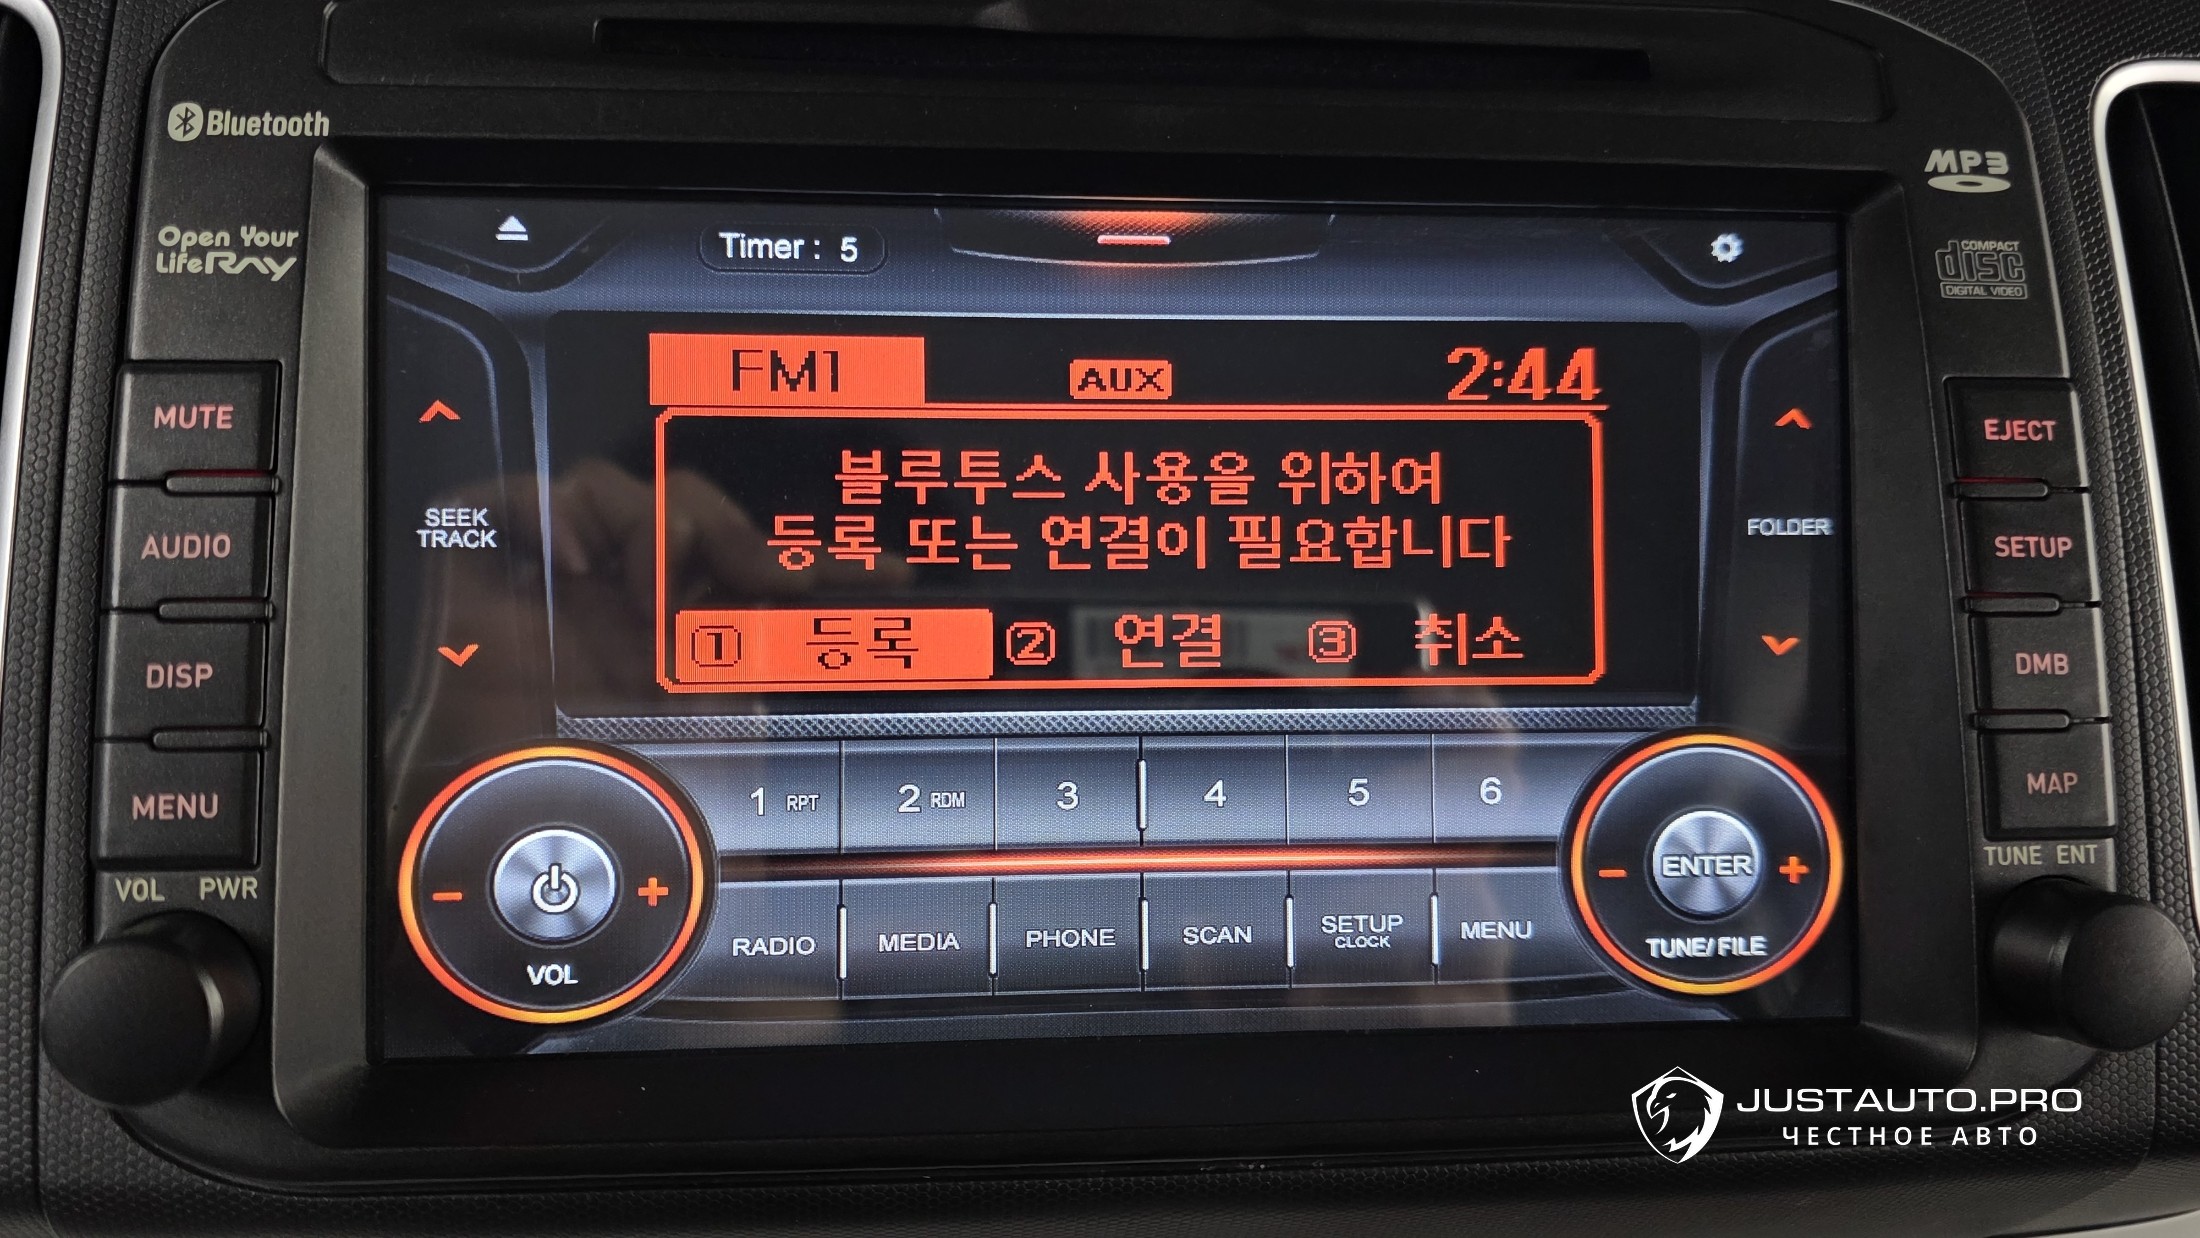 Bluetooth
MP3
Open Your
Life Ray
COMPACT
disc
DIGITAL VIDEO
Timer : 5
FM1 AUX 2:44
블루투스 사용을 위하여
등록 또는 연결이 필요합니다
① 등록 ② 연결 ③ 취소
SEEK
TRACK
FOLDER
MUTE
AUDIO
DISP
MENU
VOL PWR
EJECT
SETUP
DMB
MAP
TUNE ENT
1 RPT 2 RDM 3 4 5 6
RADIO MEDIA PHONE SCAN SETUP CLOCK MENU
- + VOL
- ENTER +
TUNE/FILE
JUSTAUTO.PRO
ЧЕСТНОЕ АВТО